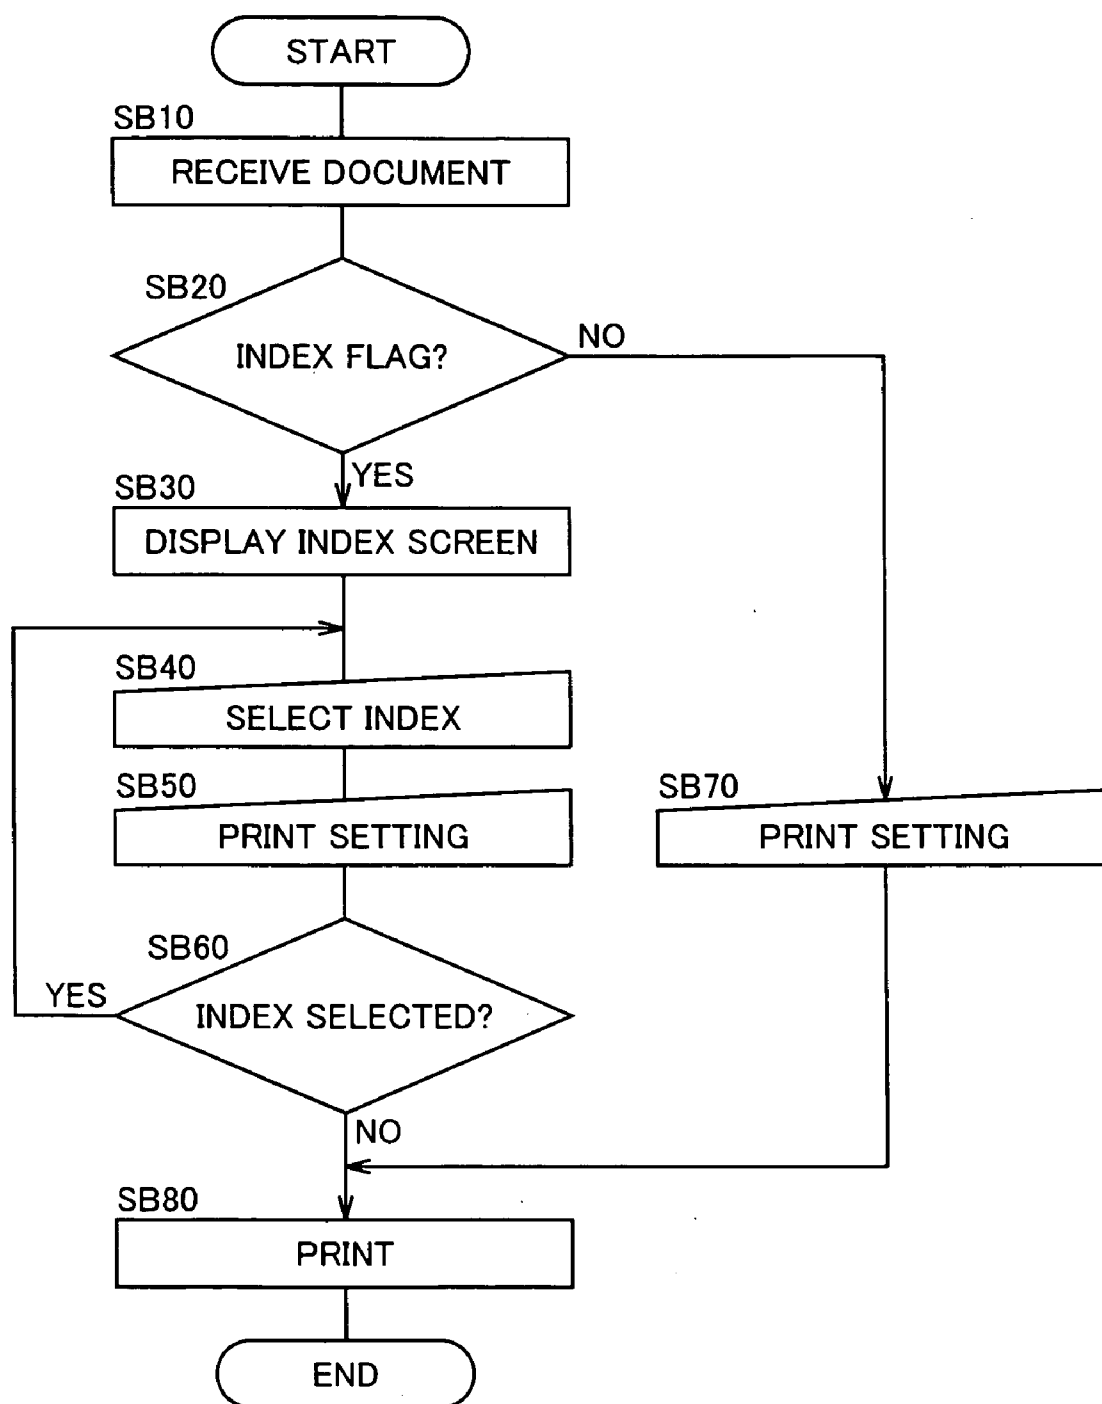 START
SB10
RECEIVE DOCUMENT
SB20
INDEX FLAG?
NO
YES
SB30
DISPLAY INDEX SCREEN
SB40
SELECT INDEX
SB50
PRINT SETTING
SB70
PRINT SETTING
SB60
YES
INDEX SELECTED?
NO
SB80
PRINT
END